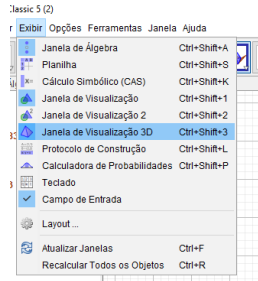 Classic 5 (2)
Exibir Opções Ferramentas Janela Ajuda
Janela de Álgebra Ctrl+Shift+A
Planilha Ctrl+Shift+S
Cálculo Simbólico (CAS) Ctrl+Shift+K
Janela de Visualização Ctrl+Shift+1
Janela de Visualização 2 Ctrl+Shift+2
Janela de Visualização 3D Ctrl+Shift+3
Protocolo de Construção Ctrl+Shift+L
Calculadora de Probabilidades Ctrl+Shift+P
Teclado
Campo de Entrada
Layout ...
Atualizar Janelas Ctrl+F
Recalcular Todos os Objetos Ctrl+R